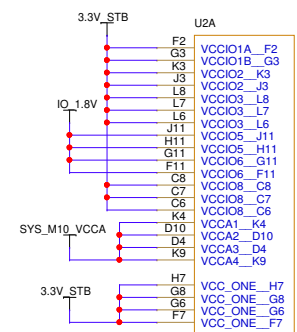 3.3V_STB
U2A
F2 VCCIO1A__F2
G3 VCCIO1B__G3
K3 VCCIO2__K3
J3 VCCIO2__J3
L8 VCCIO3__L8
IO_1.8V L7 VCCIO3__L7
L6 VCCIO3__L6
J11 VCCIO5__J11
H11 VCCIO5__H11
G11 VCCIO6__G11
F11 VCCIO6__F11
C8 VCCIO8__C8
C7 VCCIO8__C7
C6 VCCIO8__C6
K4 VCCA1__K4
SYS_M10_VCCA D10 VCCA2__D10
D4 VCCA3__D4
K9 VCCA4__K9
H7 VCC_ONE__H7
3.3V_STB G8 VCC_ONE__G8
G6 VCC_ONE__G6
F7 VCC_ONE__F7